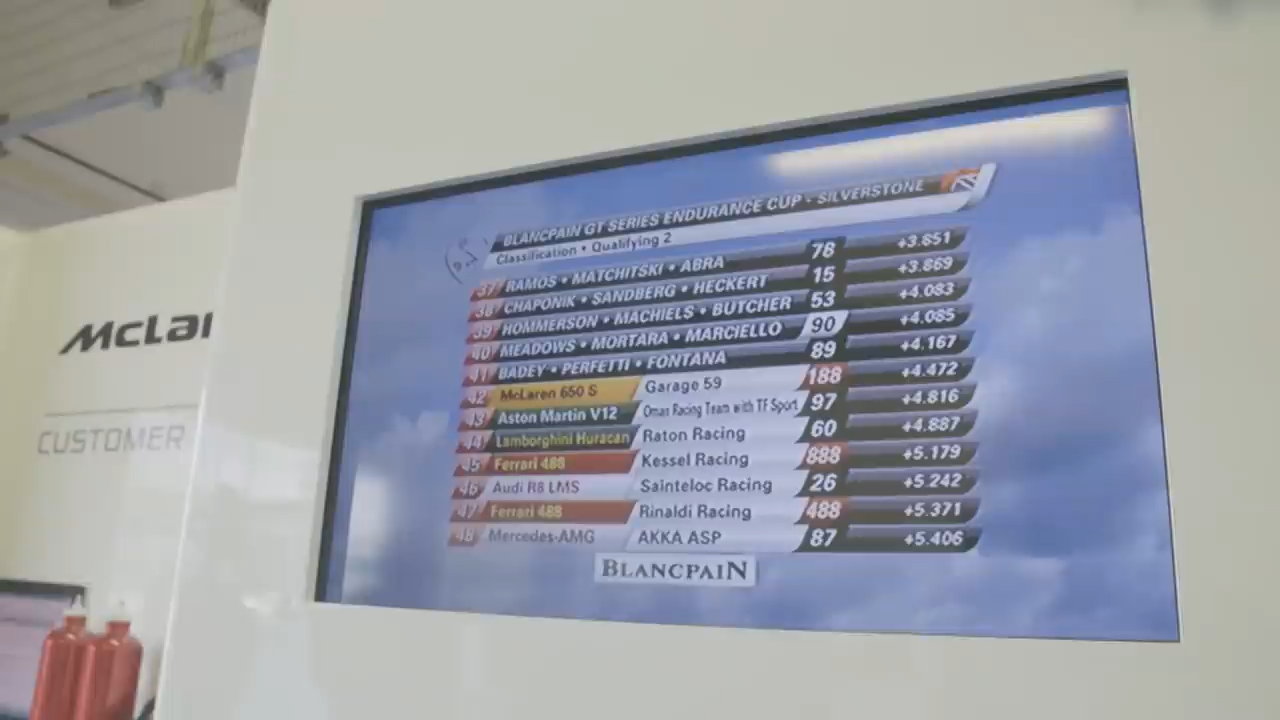 BLANCPAIN GT SERIES ENDURANCE CUP - SILVERSTONE
Classification • Qualifying 2
37 RAMOS • MATCHITSKI • ABRA 78 +3.851
38 CHAPONIK • SANDBERG • HECKERT 15 +3.869
39 HOMMERSON • MACHIELS • BUTCHER 53 +4.083
40 MEADOWS • MORTARA • MARCIELLO 90 +4.085
41 BADEY • PERFETTI • FONTANA 89 +4.167
42 McLaren 650 S Garage 59 188 +4.472
43 Aston Martin V12 Oman Racing Team with TF Sport 97 +4.816
44 Lamborghini Huracan Raton Racing 60 +4.887
45 Ferrari 488 Kessel Racing 888 +5.179
46 Audi R8 LMS Sainteloc Racing 26 +5.242
47 Ferrari 488 Rinaldi Racing 488 +5.371
48 Mercedes-AMG AKKA ASP 87 +5.406
BLANCPAIN
McLar
CUSTOMER